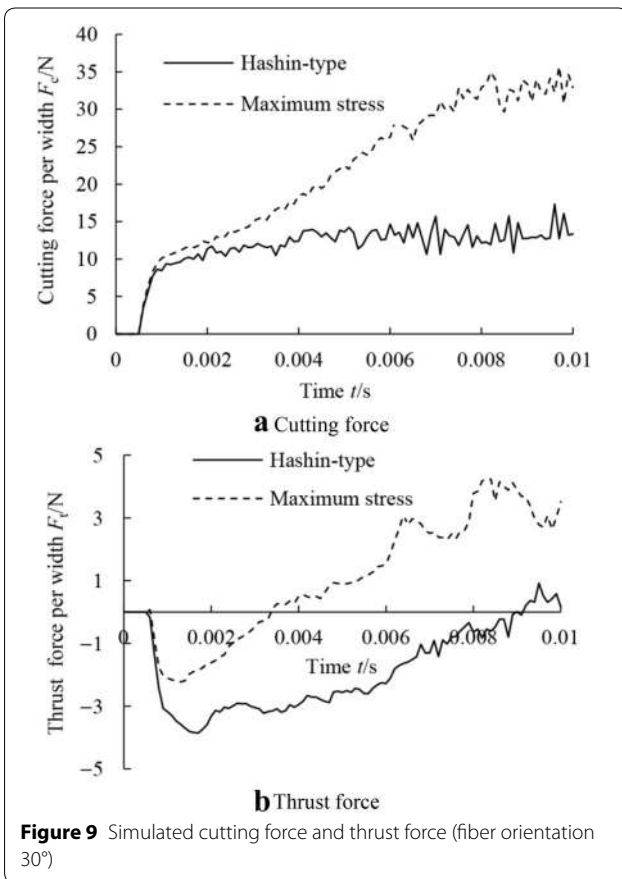 40
35
30
25
20
15
10
5
0
Cutting force per width Fc/N
Hashin-type
Maximum stress
0 0.002 0.004 0.006 0.008 0.01
Time t/s
a Cutting force
5
3
1
−1
−3
−5
Thrust force per width Ft/N
Hashin-type
Maximum stress
0 0.002 0.004 0.006 0.008 0.01
Time t/s
b Thrust force
Figure 9 Simulated cutting force and thrust force (fiber orientation
30°)